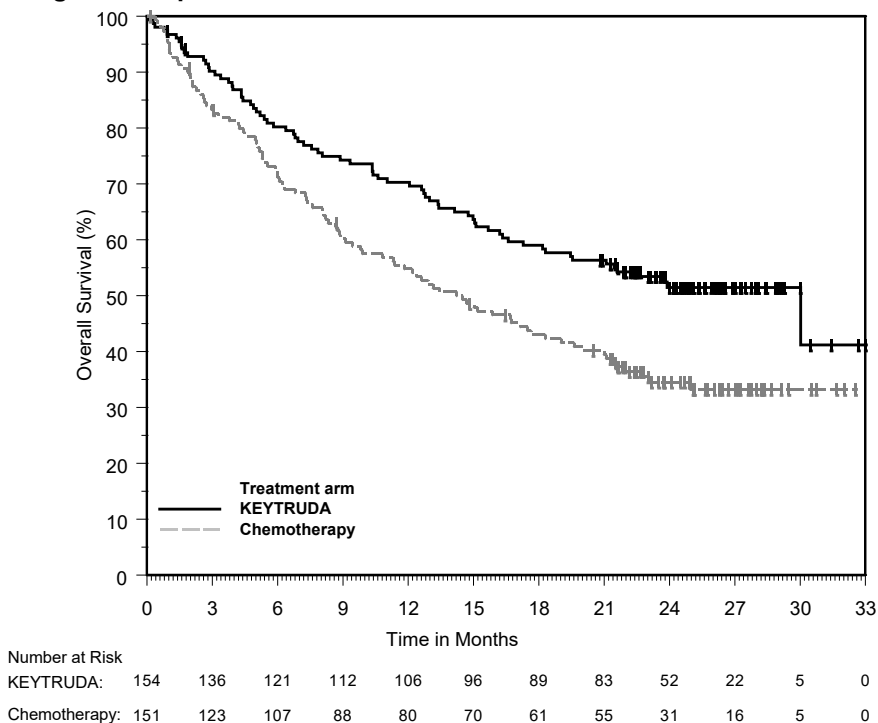 100
90
80
70
60
50
40
30
20
10
0
Overall Survival (%)
Treatment arm
KEYTRUDA
Chemotherapy
0 3 6 9 12 15 18 21 24 27 30 33
Time in Months
Number at Risk
KEYTRUDA: 154 136 121 112 106 96 89 83 52 22 5 0
Chemotherapy: 151 123 107 88 80 70 61 55 31 16 5 0